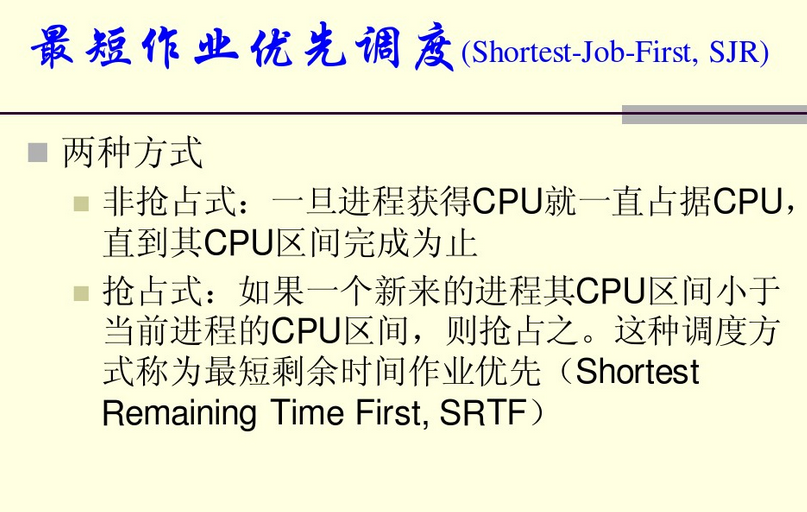 最短作业优先调度(Shortest-Job-First, SJR)
两种方式
非抢占式：一旦进程获得CPU就一直占据CPU，
直到其CPU区间完成为止
抢占式：如果一个新来的进程其CPU区间小于
当前进程的CPU区间，则抢占之。这种调度方
式称为最短剩余时间作业优先（Shortest
Remaining Time First, SRTF）